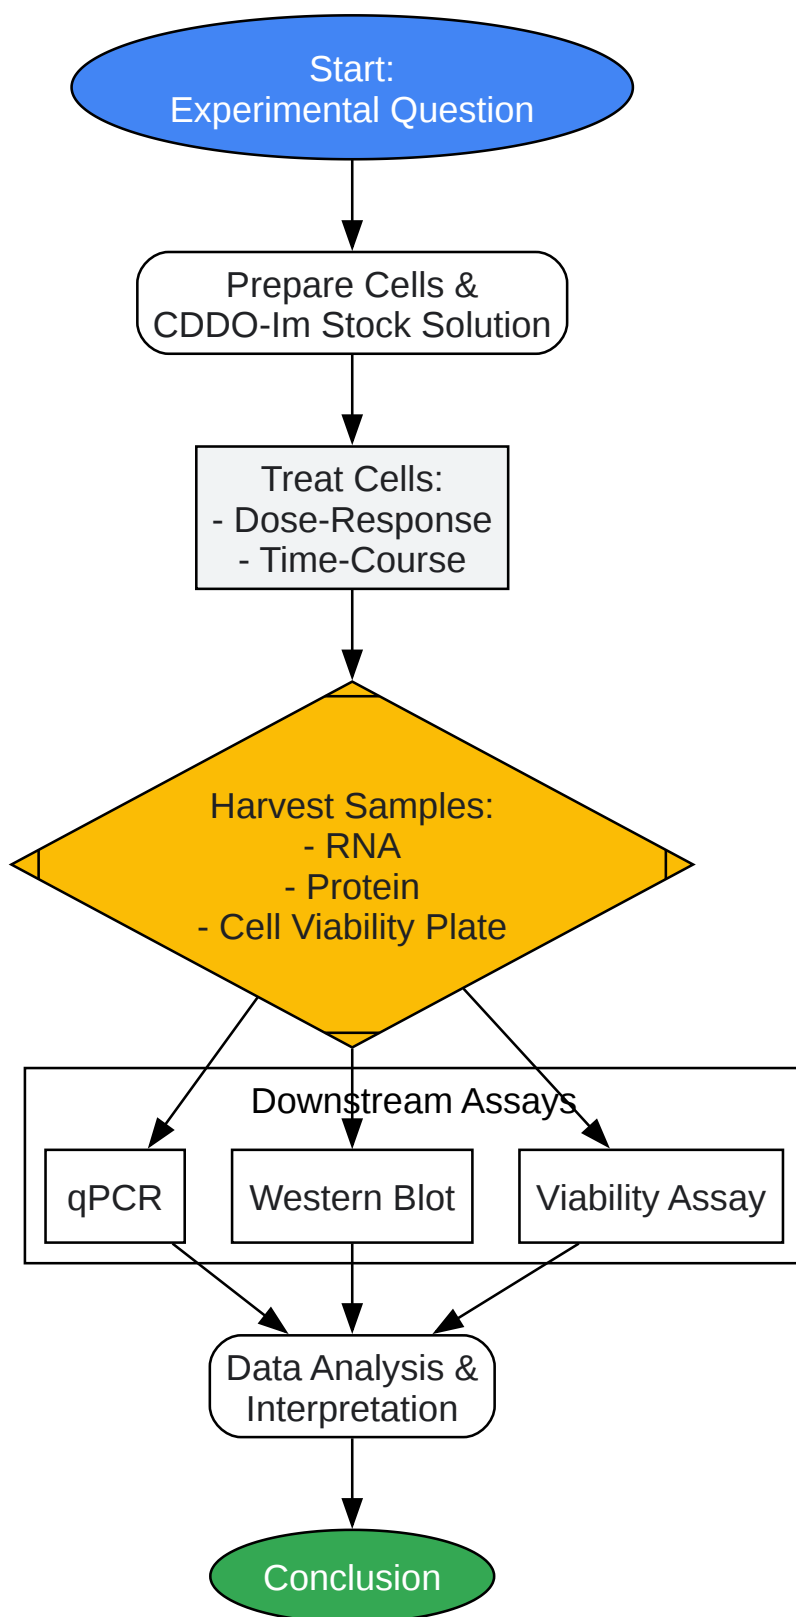 Start:
Experimental Question
Prepare Cells &
CDDO-Im Stock Solution
Treat Cells:
- Dose-Response
- Time-Course
Harvest Samples:
- RNA
- Protein
- Cell Viability Plate
Downstream Assays
qPCR
Western Blot
Viability Assay
Data Analysis &
Interpretation
Conclusion